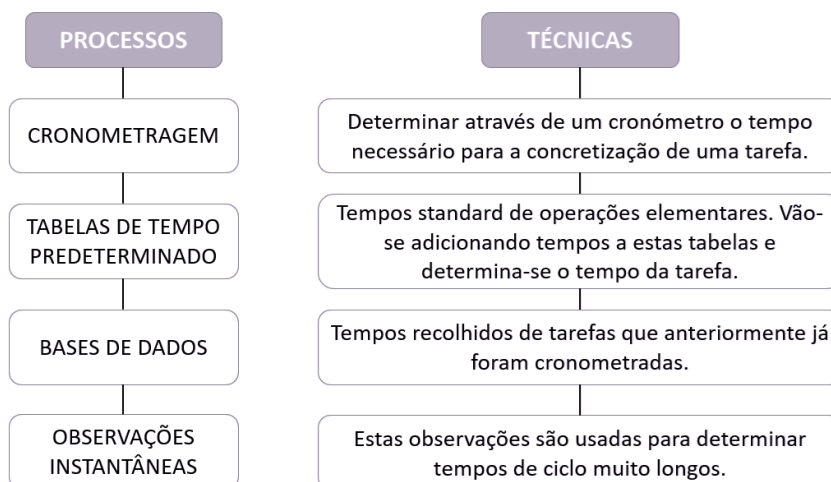 PROCESSOS
TÉCNICAS
CRONOMETRAGEM
Determinar através de um cronómetro o tempo
necessário para a concretização de uma tarefa.
TABELAS DE TEMPO
PREDETERMINADO
Tempos standard de operações elementares. Vão-
se adicionando tempos a estas tabelas e
determina-se o tempo da tarefa.
BASES DE DADOS
Tempos recolhidos de tarefas que anteriormente já
foram cronometradas.
OBSERVAÇÕES
INSTANTÂNEAS
Estas observações são usadas para determinar
tempos de ciclo muito longos.